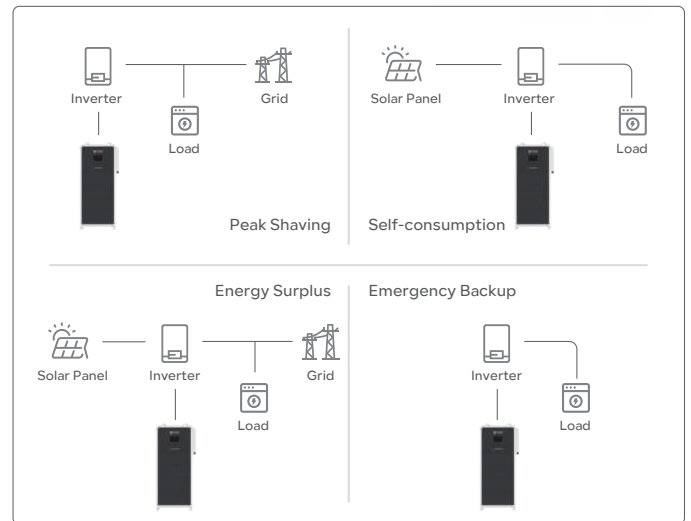 Inverter
Grid
Load
Peak Shaving
Solar Panel
Inverter
Load
Self-consumption
Energy Surplus
Solar Panel
Inverter
Grid
Load
Emergency Backup
Inverter
Load